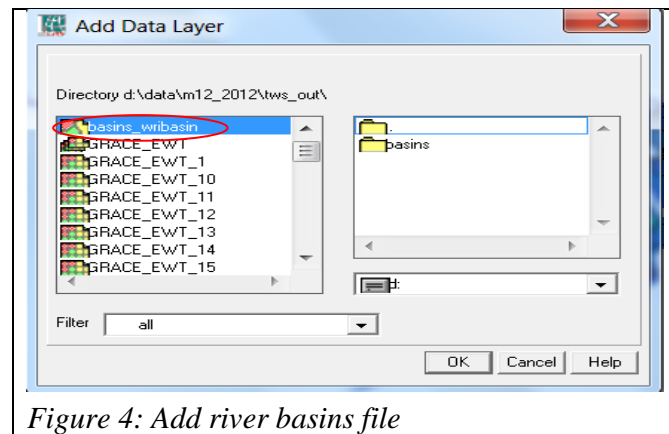 Add Data Layer
Directory d:\data\m12_2012\tws_out\
basins_wribasin
GRACE_EWT
GRACE_EWT_1
GRACE_EWT_10
GRACE_EWT_11
GRACE_EWT_12
GRACE_EWT_13
GRACE_EWT_14
GRACE_EWT_15
.
basins
d:
Filter all
OK Cancel Help
Figure 4: Add river basins file